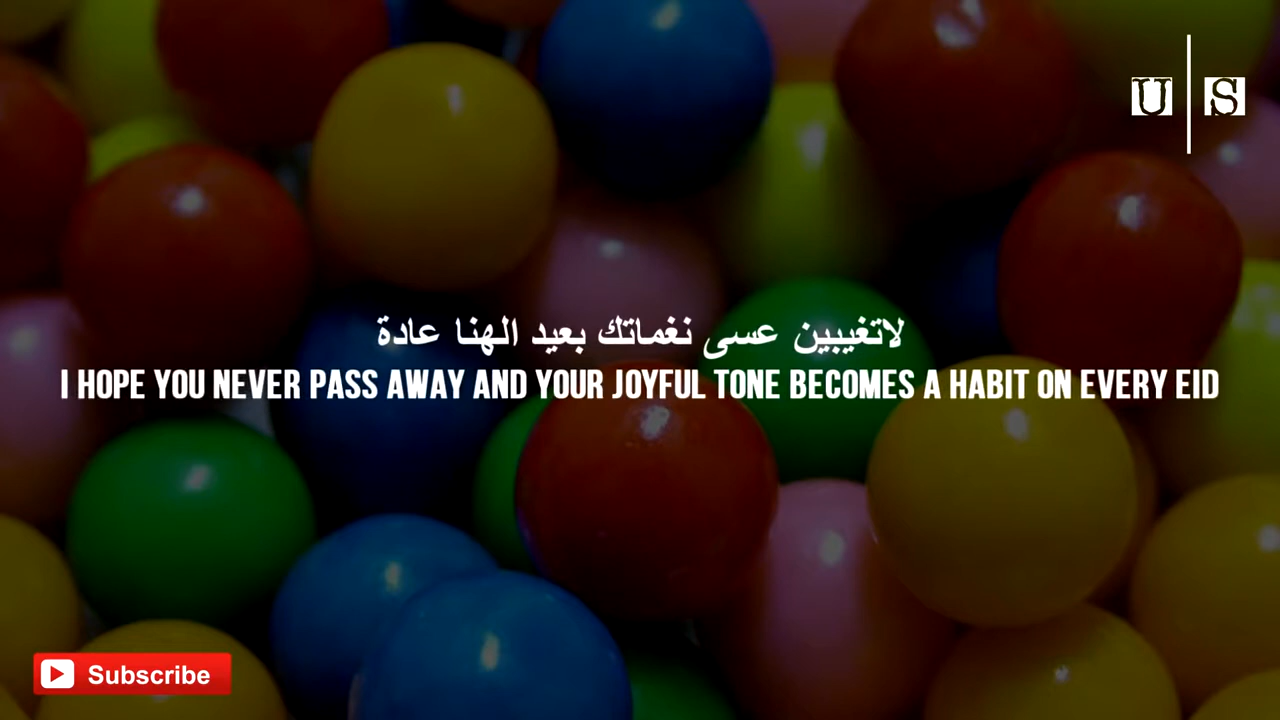 U S
لاتغيبين عسى نغماتك بعيد الهنا عادة
I HOPE YOU NEVER PASS AWAY AND YOUR JOYFUL TONE BECOMES A HABIT ON EVERY EID
Subscribe